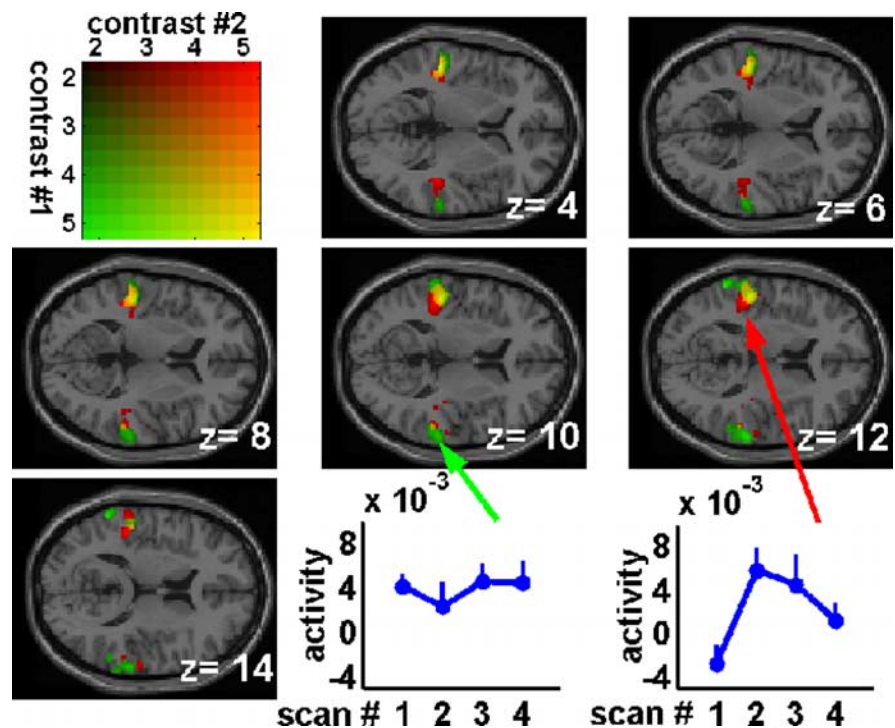 contrast #2
2 3 4 5
contrast #1
2
3
4
5
z= 4
z= 6
z= 8
z= 10
z= 12
z= 14
x 10-3
activity
8
4
0
-4
scan # 1 2 3 4
x 10-3
activity
8
4
0
-4
scan # 1 2 3 4